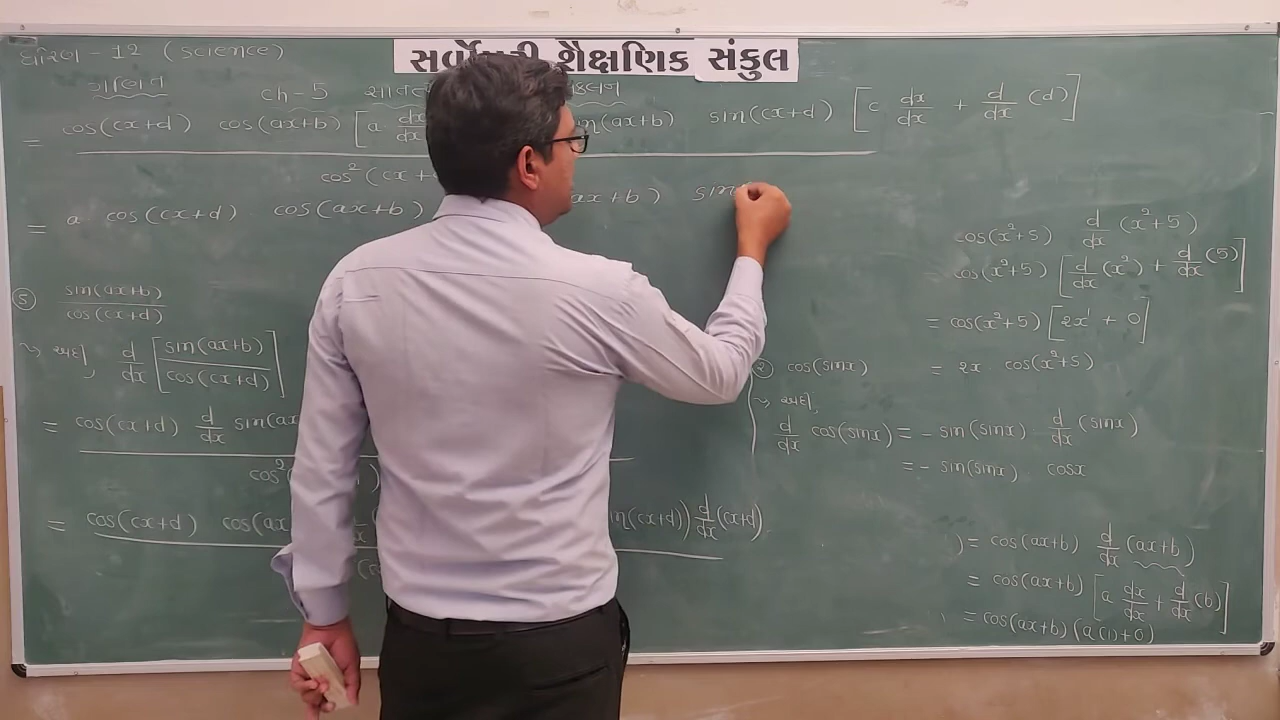 ધોરણ - 12 (science)
શૈક્ષણિક સંકુલ
ગણિત ch-5
= cos(cx+d) cos(ax+b) [a dx/dx (ax+b) sin(cx+d) [c dx/dx + d/dx (d)]
cos²(cx+
= a cos(cx+d) · cos(ax+b) ax+b) sin
cos(x²+5) d/dx (x²+5)
cos(x²+5) [d/dx (x²) + d/dx (5)]
= cos(x²+5) [2x¹ + 0]
= 2x · cos(x²+5)
⑤ sin(ax+b)/cos(cx+d)
→ અહીં, d/dx [sin(ax+b)/cos(cx+d)]
= cos(cx+d) d/dx sin(ax
cos²
= cos(cx+d) cos(ax in(cx+d)) d/dx (cx+d)
② cos(sinx)
→ અહીં,
d/dx cos(sinx) = - sin(sinx) · d/dx (sinx)
= - sin(sinx) · cosx
= cos(ax+b) d/dx (ax+b)
= cos(ax+b) [a dx/dx + d/dx (b)]
= cos(ax+b) (a(1)+0)